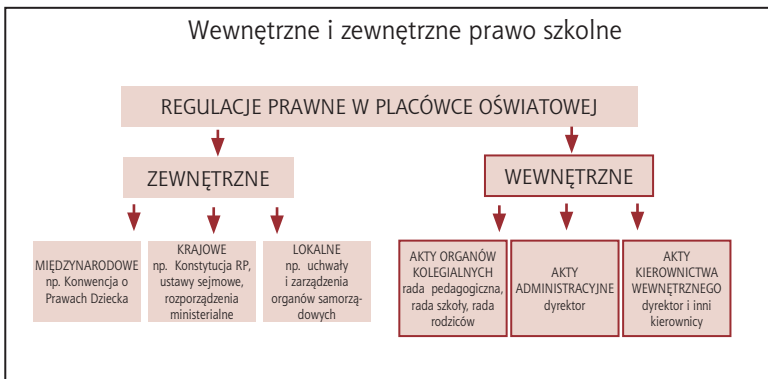 Wewnętrzne i zewnętrzne prawo szkolne
REGULACJE PRAWNE W PLACÓWCE OŚWIATOWEJ
ZEWNĘTRZNE
WEWNĘTRZNE
MIĘDZYNARODOWE
np. Konwencja o
Prawach Dziecka
KRAJOWE
np. Konstytucja RP,
ustawy sejmowe,
rozporządzenia
ministerialne
LOKALNE
np. uchwały
i zarządzenia
organów samorzą-
dowych
AKTY ORGANÓW
KOLEGIALNYCH
rada pedagogiczna,
rada szkoły, rada
rodziców
AKTY
ADMINISTRACYJNE
dyrektor
AKTY
KIEROWNICTWA
WEWNĘTRZNEGO
dyrektor i inni
kierownicy